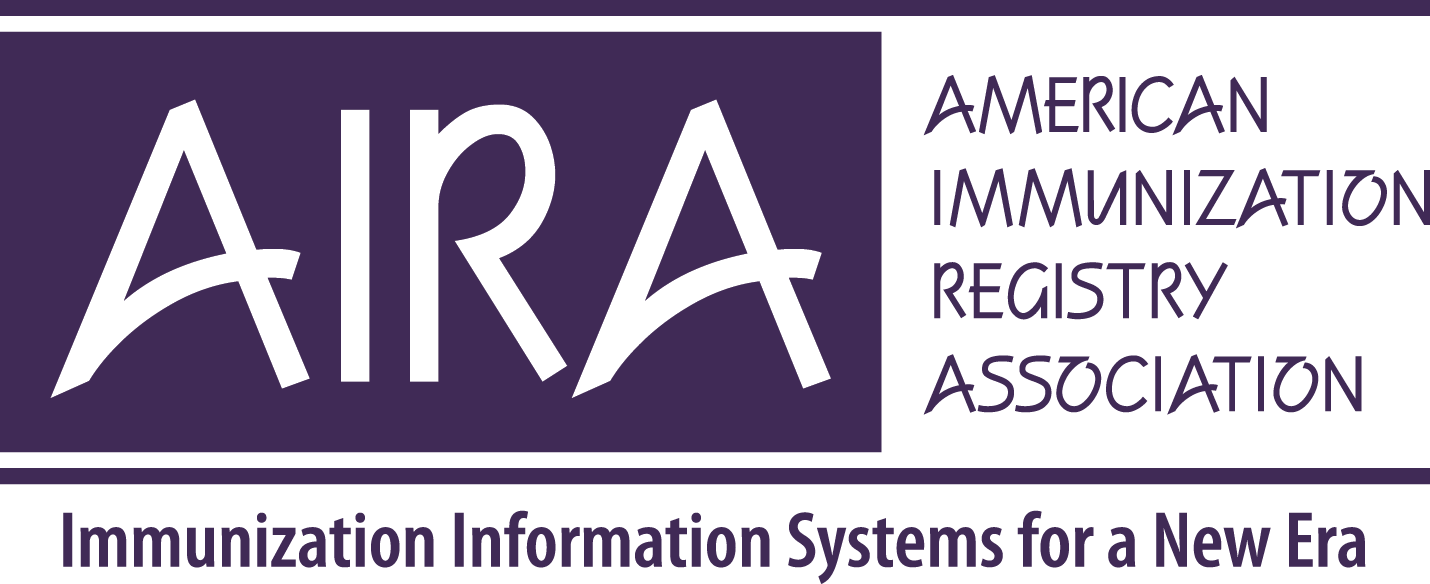 AIRA
AMERICAN
IMMUNIZATION
REGISTRY
ASSOCIATION
Immunization Information Systems for a New Era